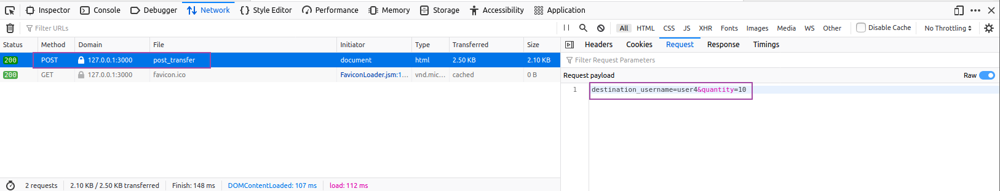 Inspector Console Debugger Network Style Editor Performance Memory Storage Accessibility Application
Filter URLs All HTML CSS JS XHR Fonts Images Media WS Other Disable Cache No Throttling
Status Method Domain File Initiator Type Transferred Size
200 POST 127.0.0.1:3000 post_transfer document html 2.50 KB 2.10 KB
200 GET 127.0.0.1:3000 favicon.ico FaviconLoader.jsm:1... vnd.mic... cached 0 B
2 requests 2.10 KB / 2.50 KB transferred Finish: 148 ms DOMContentLoaded: 107 ms load: 112 ms
Headers Cookies Request Response Timings
Filter Request Parameters
Request payload Raw
1 destination_username=user4&quantity=10